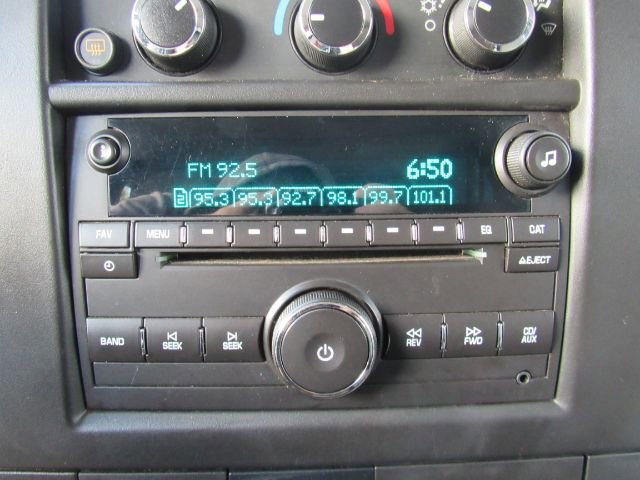 FM 92.5 6:50
2 95.3 95.3 92.7 98.1 99.7 101.1
FAV MENU EQ CAT
EJECT
BAND SEEK SEEK REV FWD CD/
AUX